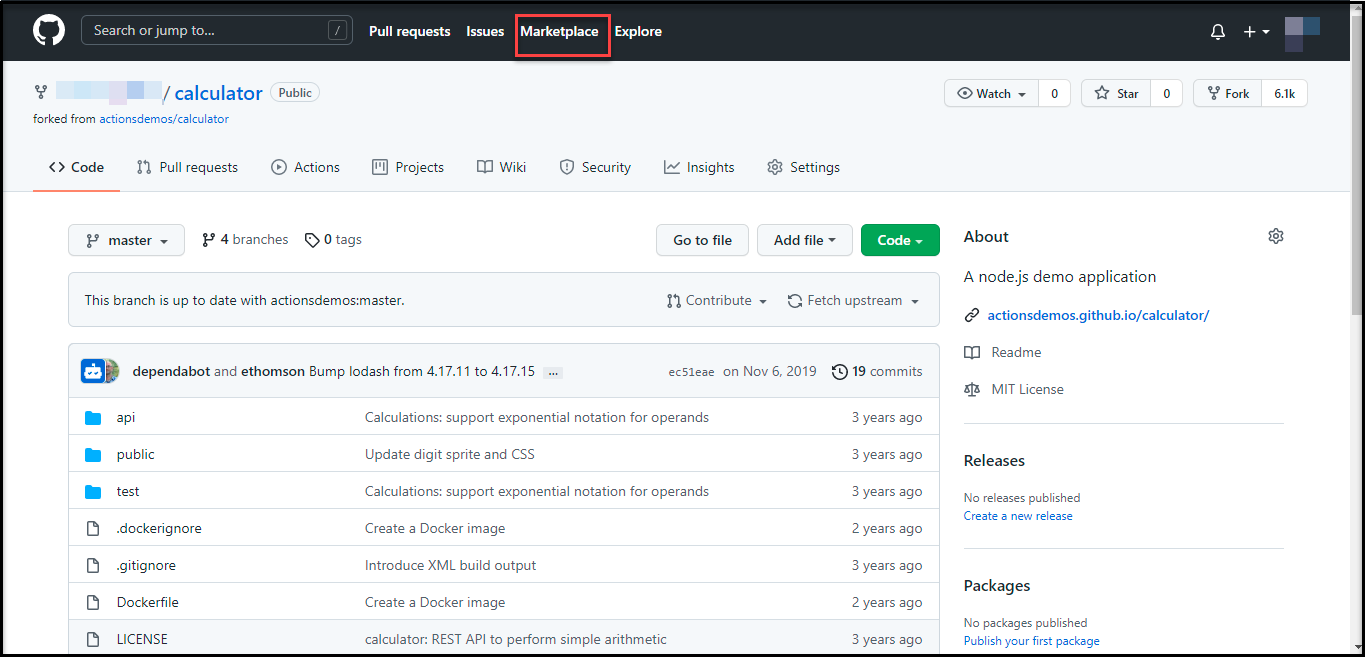 Search or jump to... / Pull requests Issues Marketplace Explore
/ calculator Public Watch 0 Star 0 Fork 6.1k
forked from actionsdemos/calculator
Code Pull requests Actions Projects Wiki Security Insights Settings
master 4 branches 0 tags Go to file Add file Code
About
A node.js demo application
This branch is up to date with actionsdemos:master. Contribute Fetch upstream
actionsdemos.github.io/calculator/
Readme
dependabot and ethomson Bump lodash from 4.17.11 to 4.17.15 ... ec51eae on Nov 6, 2019 19 commits
MIT License
api Calculations: support exponential notation for operands 3 years ago
public Update digit sprite and CSS 3 years ago
Releases
test Calculations: support exponential notation for operands 3 years ago
No releases published
Create a new release
.dockerignore Create a Docker image 2 years ago
.gitignore Introduce XML build output 3 years ago
Packages
Dockerfile Create a Docker image 2 years ago
No packages published
LICENSE calculator: REST API to perform simple arithmetic 3 years ago
Publish your first package